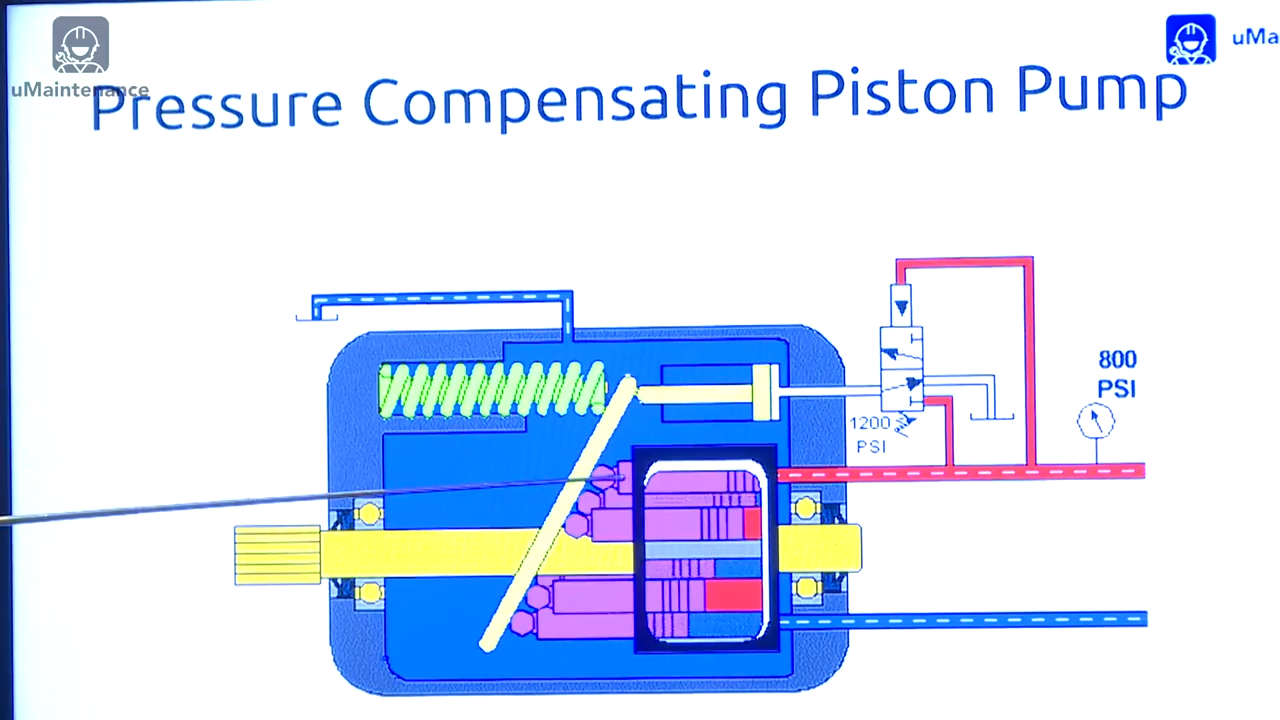 uMaintenance
uMa
Pressure Compensating Piston Pump
800
PSI
1200
PSI